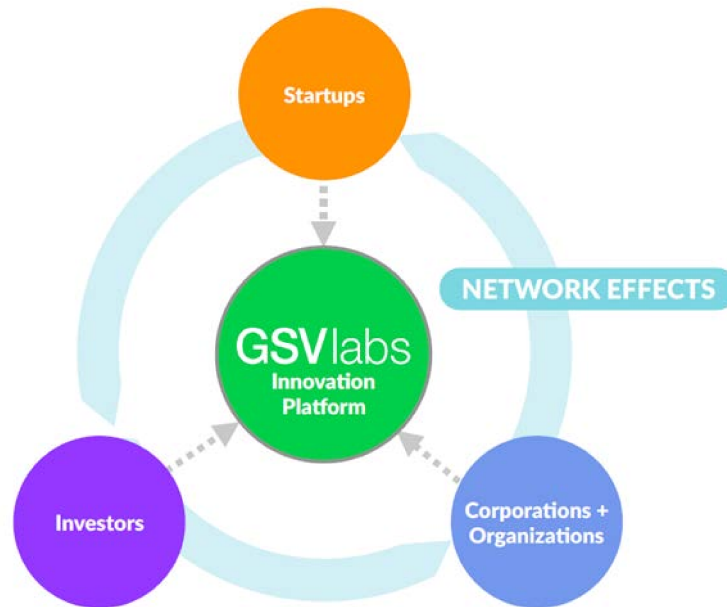 Startups
NETWORK EFFECTS
GSVlabs
Innovation
Platform
Investors
Corporations +
Organizations